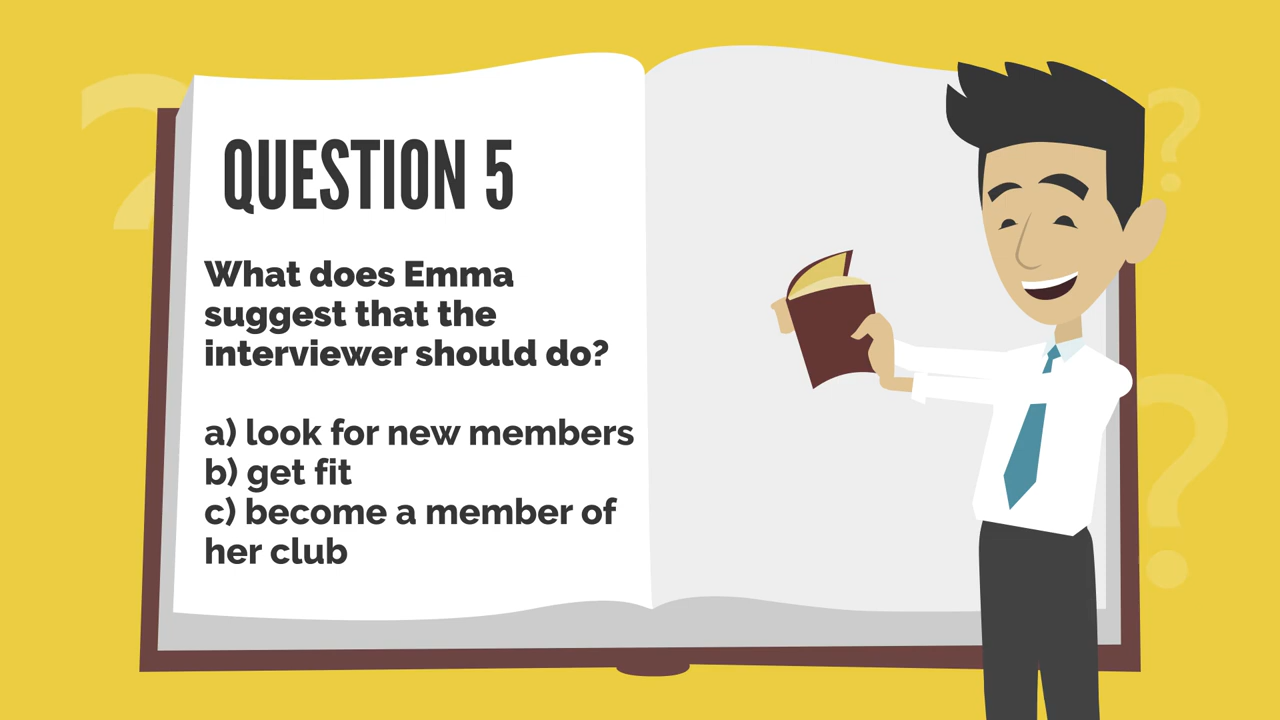 QUESTION 5
What does Emma
suggest that the
interviewer should do?
a) look for new members
b) get fit
c) become a member of
her club